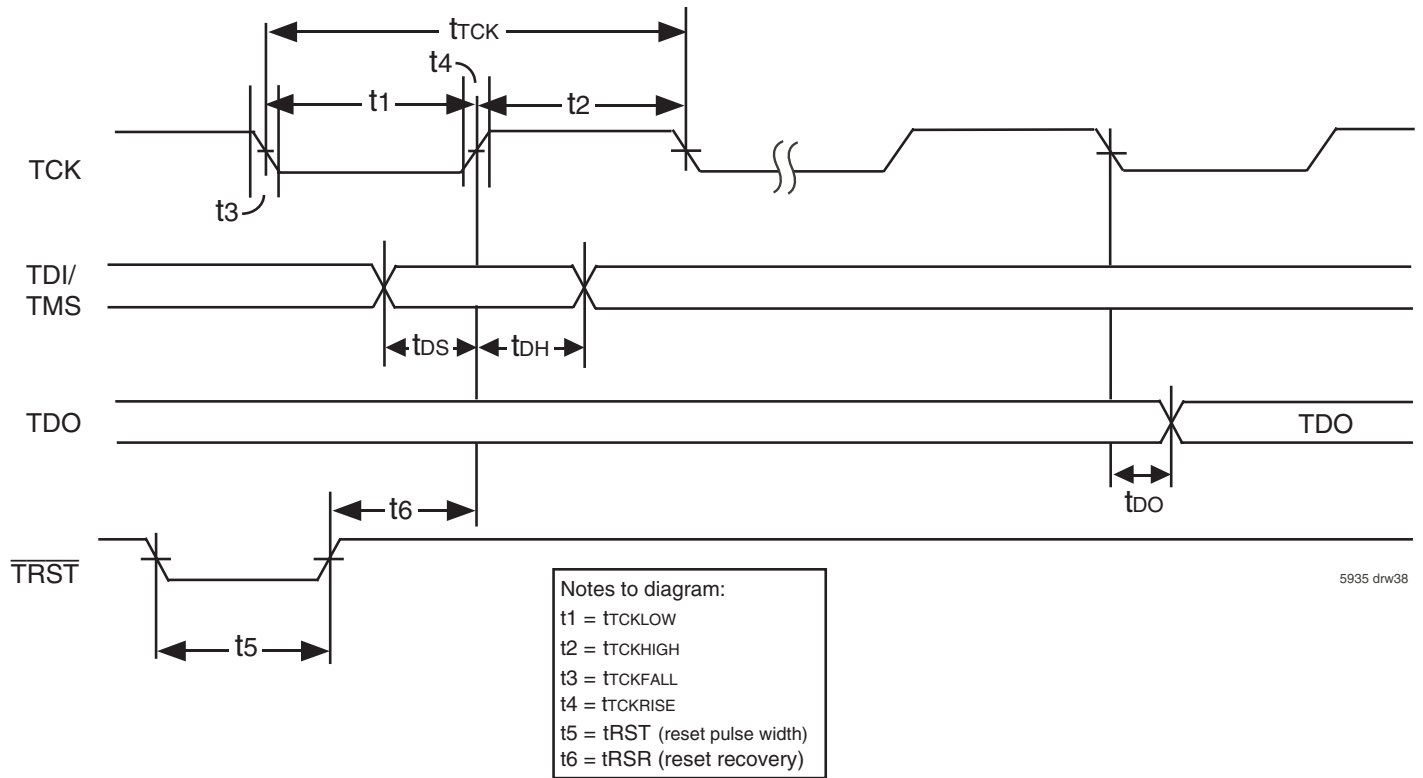 tTCK
t4
t1
t2
TCK
t3
TDI/
TMS
tDS
tDH
TDO
TDO
tDO
t6
TRST
5935 drw38
t5
Notes to diagram:
t1 = tTCKLOW
t2 = tTCKHIGH
t3 = tTCKFALL
t4 = tTCKRISE
t5 = tRST (reset pulse width)
t6 = tRSR (reset recovery)